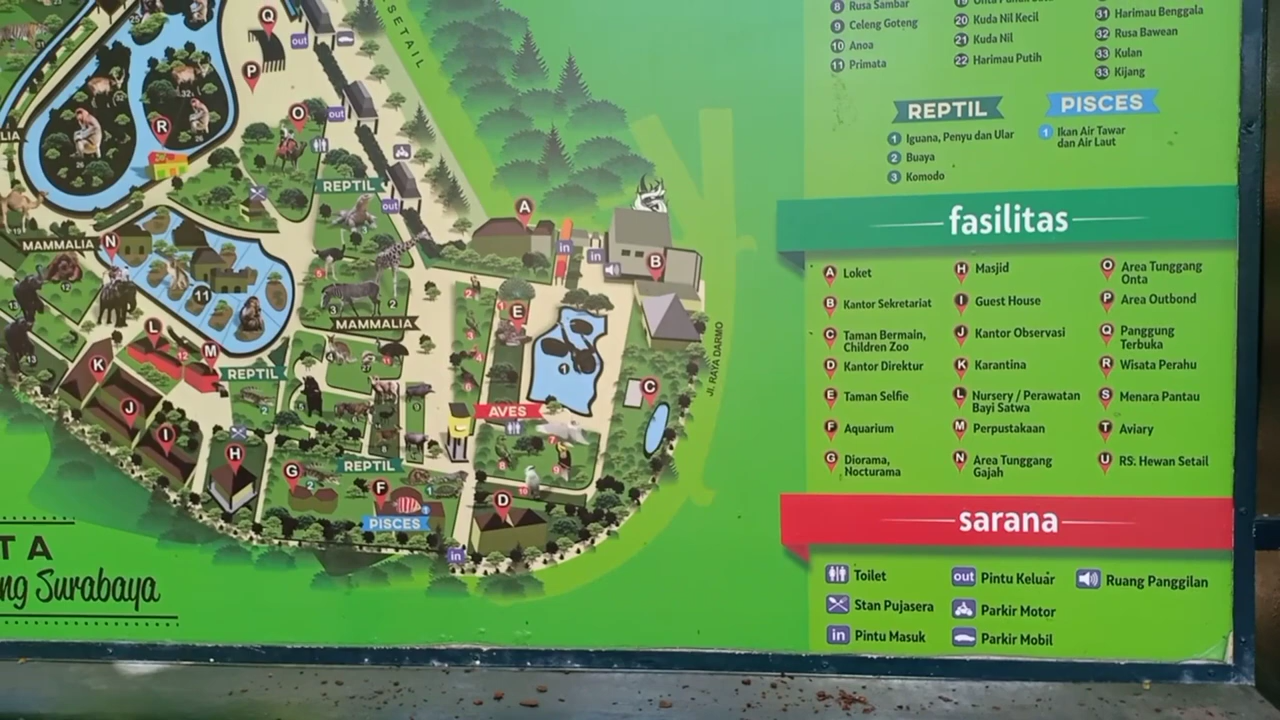 SETAIL
out
out
out
in
in
in
LIA
REPTIL
MAMMALIA
MAMMALIA
REPTIL
AVES
REPTIL
PISCES
JL. RAYA DARMO
Q
P
O
R
A
B
N
E
L
M
K
C
J
I
H
G
F
D
TA
ng Surabaya
8 Rusa Sambar
9 Celeng Goteng
10 Anoa
11 Primata
20 Kuda Nil Kecil
21 Kuda Nil
22 Harimau Putih
31 Harimau Benggala
32 Rusa Bawean
33 Kulan
33 Kijang
REPTIL
1 Iguana, Penyu dan Ular
2 Buaya
3 Komodo
PISCES
1 Ikan Air Tawar
dan Air Laut
fasilitas
A Loket
B Kantor Sekretariat
C Taman Bermain,
Children Zoo
D Kantor Direktur
E Taman Selfie
F Aquarium
G Diorama,
Nocturama
H Masjid
I Guest House
J Kantor Observasi
K Karantina
L Nursery / Perawatan
Bayi Satwa
M Perpustakaan
N Area Tunggang
Gajah
O Area Tunggang
Onta
P Area Outbond
Q Panggung
Terbuka
R Wisata Perahu
S Menara Pantau
T Aviary
U RS. Hewan Setail
sarana
Toilet
Stan Pujasera
in Pintu Masuk
out Pintu Keluar
Parkir Motor
Parkir Mobil
Ruang Panggilan